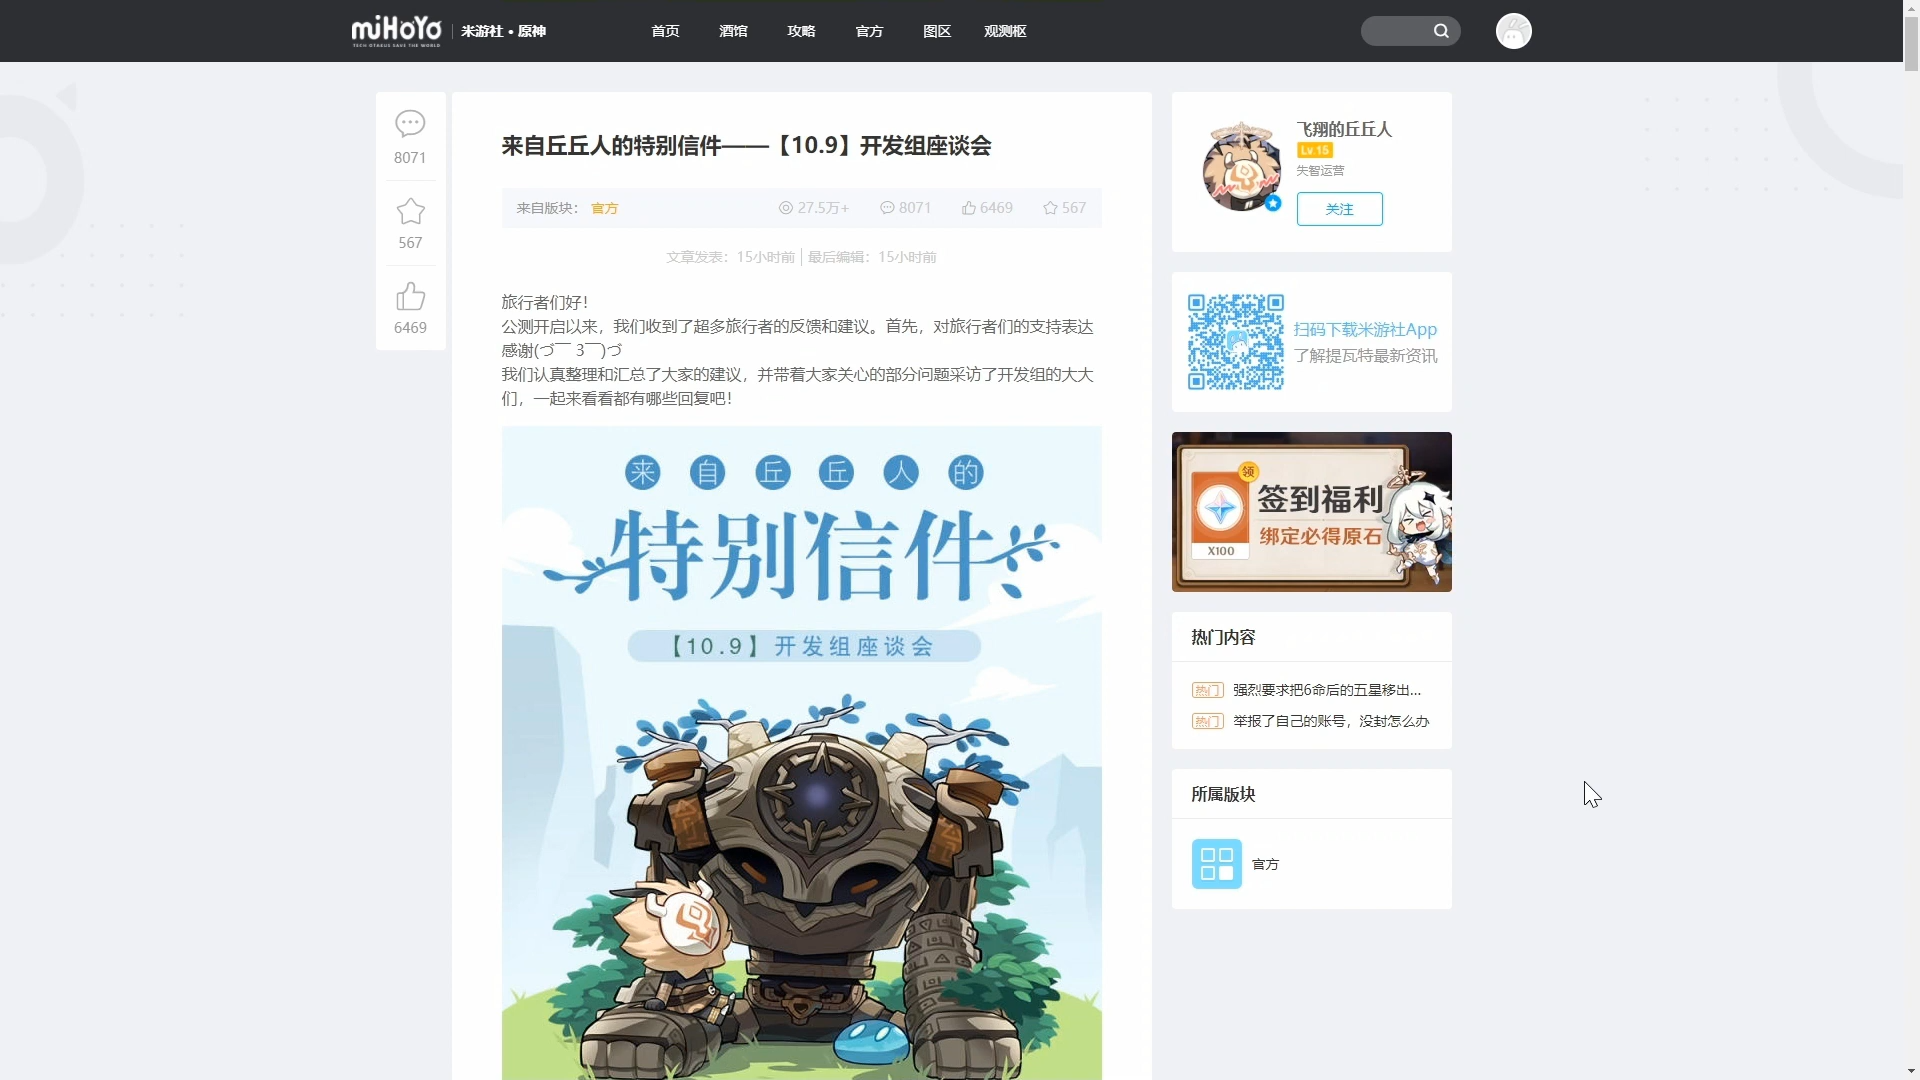 miHoYo
TECH OTAKUS SAVE THE WORLD
米游社•原神
首页
酒馆
攻略
官方
图区
观测枢
8071
567
6469
来自丘丘人的特别信件——【10.9】开发组座谈会
来自版块： 官方
27.5万+
8071
6469
567
文章发表：15小时前 | 最后编辑：15小时前
旅行者们好！
公测开启以来，我们收到了超多旅行者的反馈和建议。首先，对旅行者们的支持表达
感谢(づ￣ 3￣)づ
我们认真整理和汇总了大家的建议，并带着大家关心的部分问题采访了开发组的大大
们，一起来看看都有哪些回复吧！
来自丘丘人的
特别信件
【10.9】开发组座谈会
飞翔的丘丘人
Lv 15
失智运营
关注
扫码下载米游社App
了解提瓦特最新资讯
领
签到福利
绑定必得原石
X100
热门内容
热门 强烈要求把6命后的五星移出...
热门 举报了自己的账号，没封怎么办
所属版块
官方